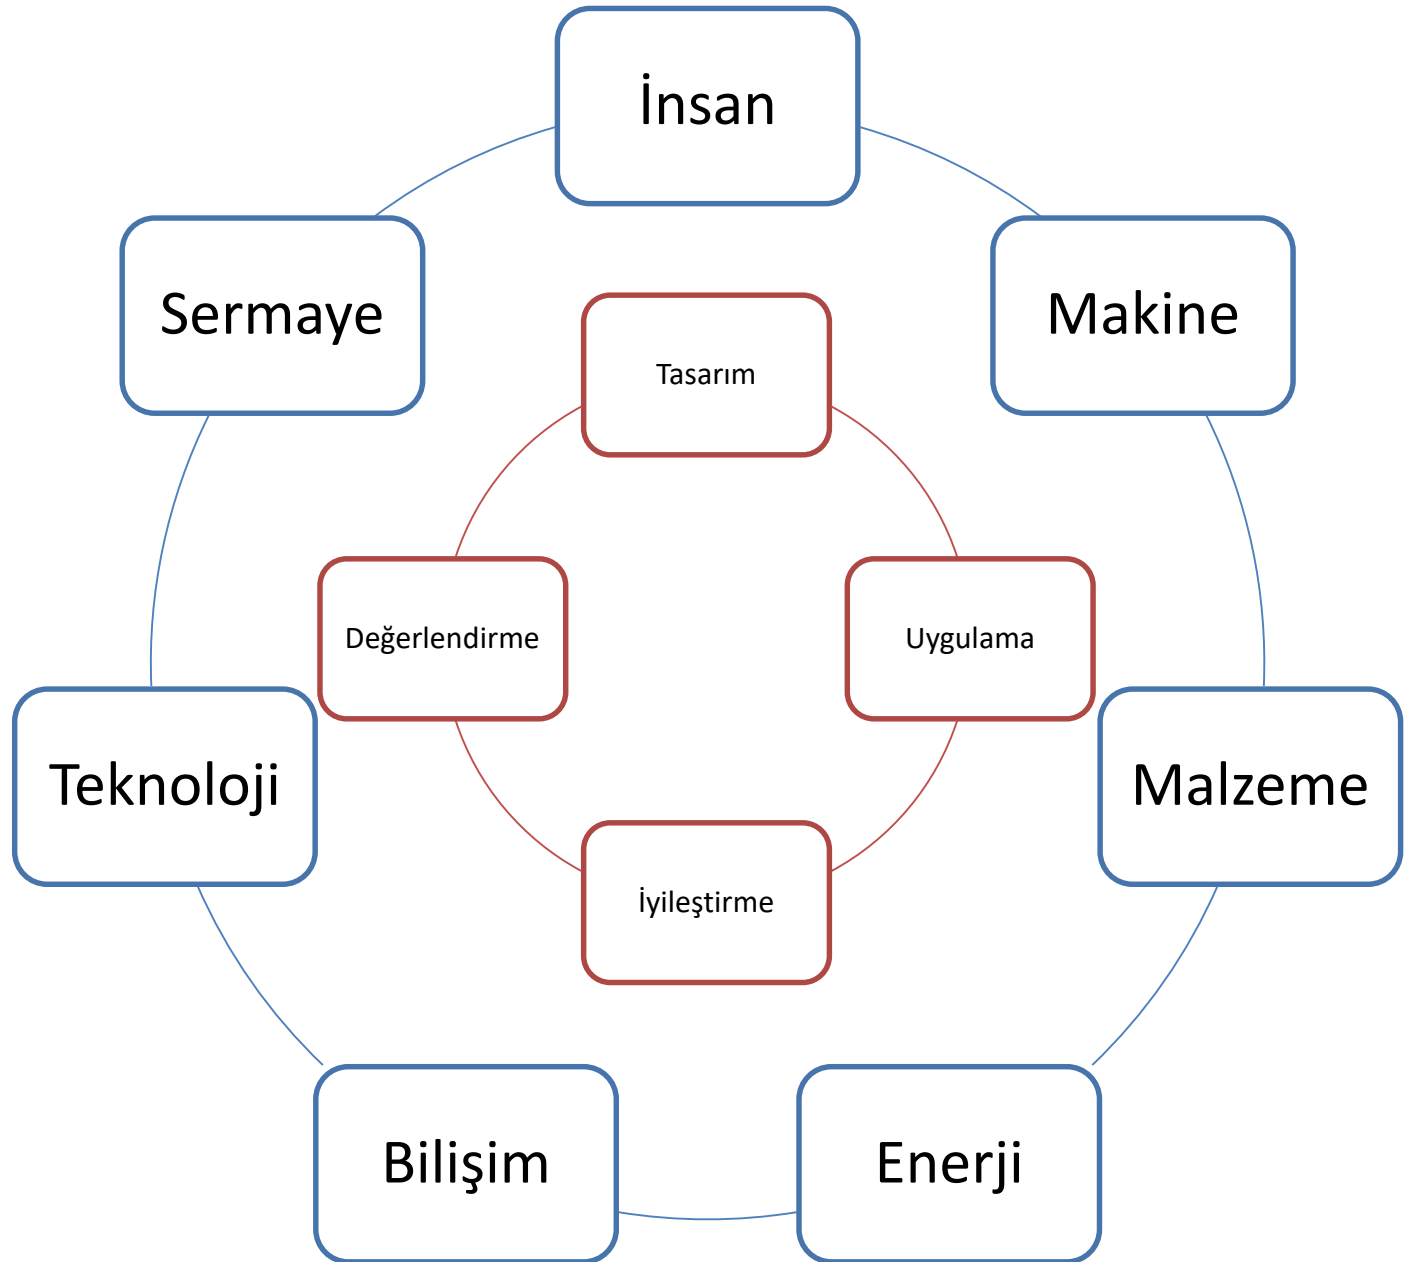 İnsan
Sermaye
Makine
Tasarım
Değerlendirme
Uygulama
Teknoloji
Malzeme
İyileştirme
Bilişim
Enerji